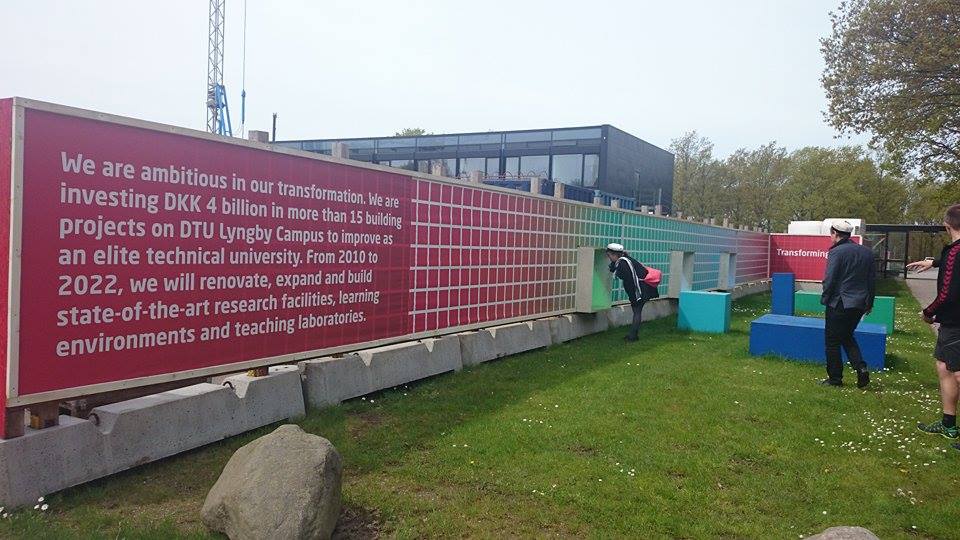 We are ambitious in our transformation. We are
investing DKK 4 billion in more than 15 building
projects on DTU Lyngby Campus to improve as
an elite technical university. From 2010 to
2022, we will renovate, expand and build
state-of-the-art research facilities, learning
environments and teaching laboratories.
Transforming